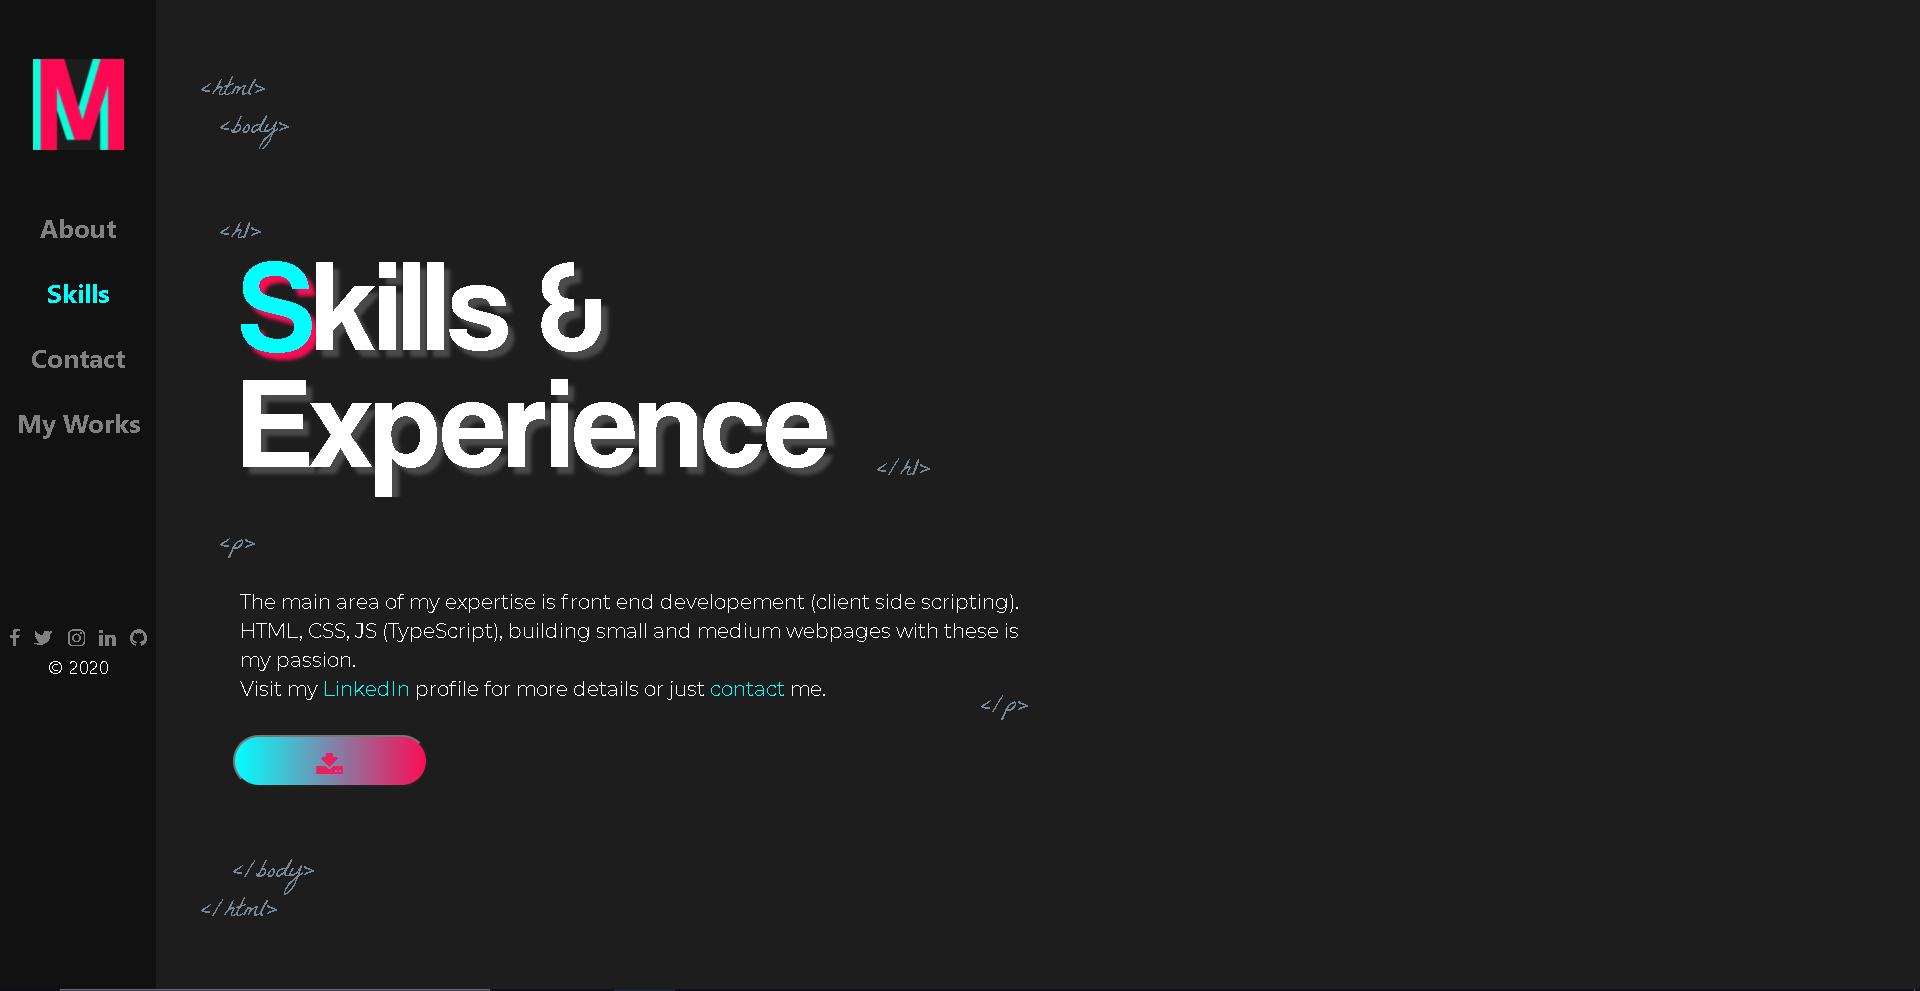 M
About
Skills
Contact
My Works
© 2020
<html>
<body>
<h1>
Skills &
Experience
</h1>
<p>
The main area of my expertise is front end developement (client side scripting).
HTML, CSS, JS (TypeScript), building small and medium webpages with these is
my passion.
Visit my LinkedIn profile for more details or just contact me.
</p>
</body>
</html>